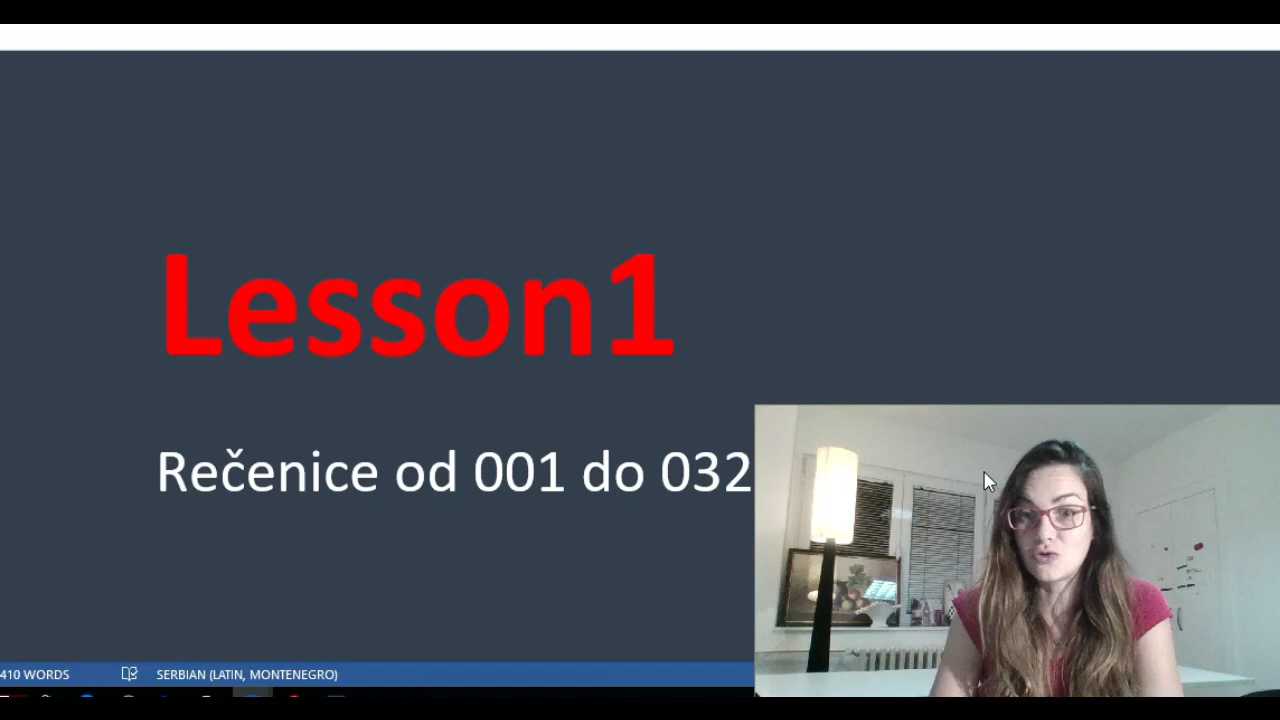 Lesson1
Rečenice od 001 do 032
410 WORDS
SERBIAN (LATIN, MONTENEGRO)